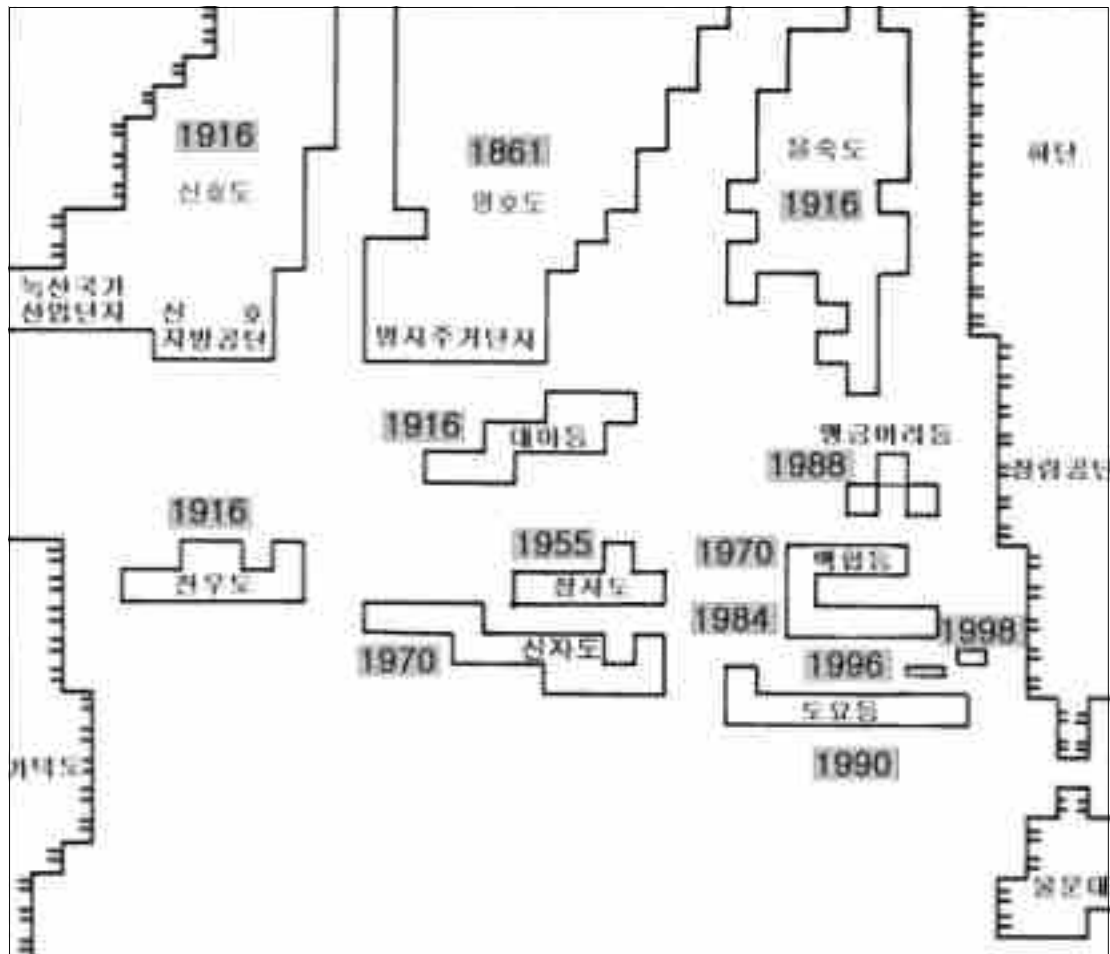 1916
신호도
1861
명호도
을숙도
1916
하단
녹산국가
산업단지
신 호
지방공단
명지주거단지
1916
대마등
맹금머리등
1988
장림공단
1916
진우도
1955
장자도
1970
백합등
1984
1998
신자도
1970
1996
도요등
가덕도
1990
몰운대